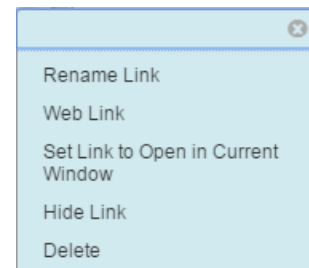 Rename Link
Web Link
Set Link to Open in Current
Window
Hide Link
Delete